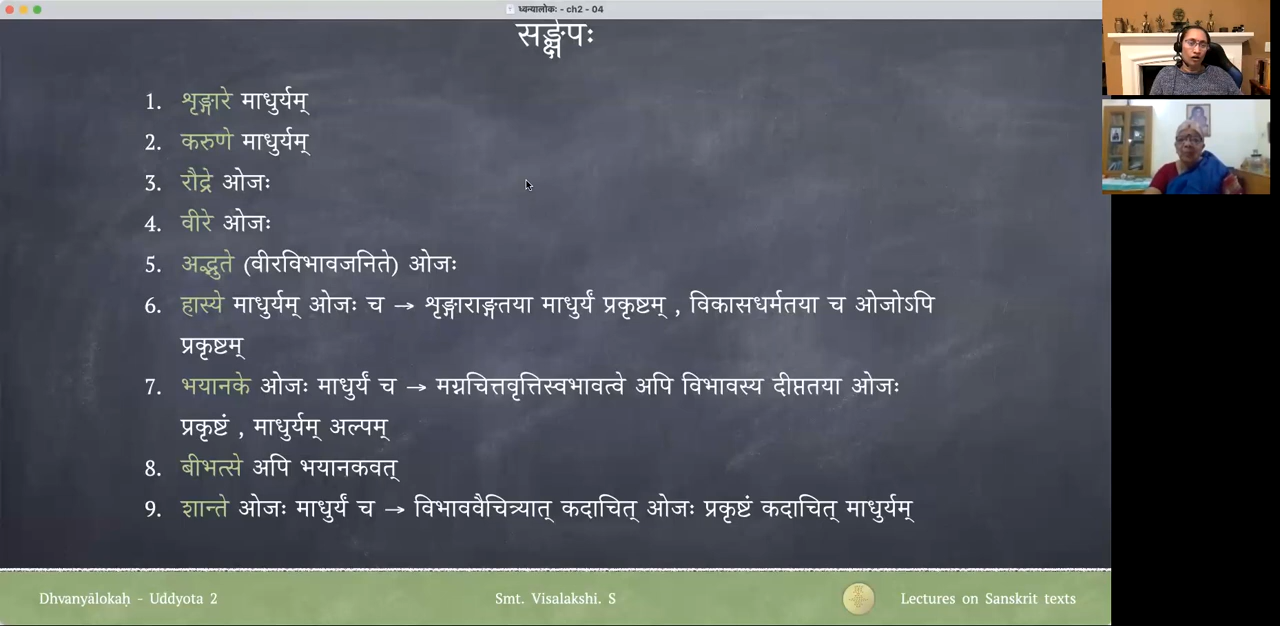 ध्वन्यालोकः - ch2 - 04
सङ्क्षेपः
1. शृङ्गारे माधुर्यम्
2. करुणे माधुर्यम्
3. रौद्रे ओजः
4. वीरे ओजः
5. अद्भुते (वीरविभावजनिते) ओजः
6. हास्ये माधुर्यम् ओजः च → शृङ्गाराङ्गतया माधुर्यं प्रकृष्टम् , विकासधर्मतया च ओजोऽपि
प्रकृष्टम्
7. भयानके ओजः माधुर्यं च → मग्नचित्तवृत्तिस्वभावत्वे अपि विभावस्य दीप्ततया ओजः
प्रकृष्टं , माधुर्यम् अल्पम्
8. बीभत्से अपि भयानकवत्
9. शान्ते ओजः माधुर्यं च → विभाववैचित्र्यात् कदाचित् ओजः प्रकृष्टं कदाचित् माधुर्यम्
Dhvanyālokaḥ - Uddyota 2 Smt. Visalakshi. S Lectures on Sanskrit texts